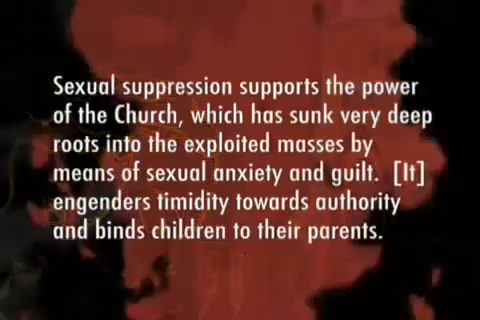 Sexual suppression supports the power
of the Church, which has sunk very deep
roots into the exploited masses by
means of sexual anxiety and guilt.  [It]
engenders timidity towards authority
and binds children to their parents.